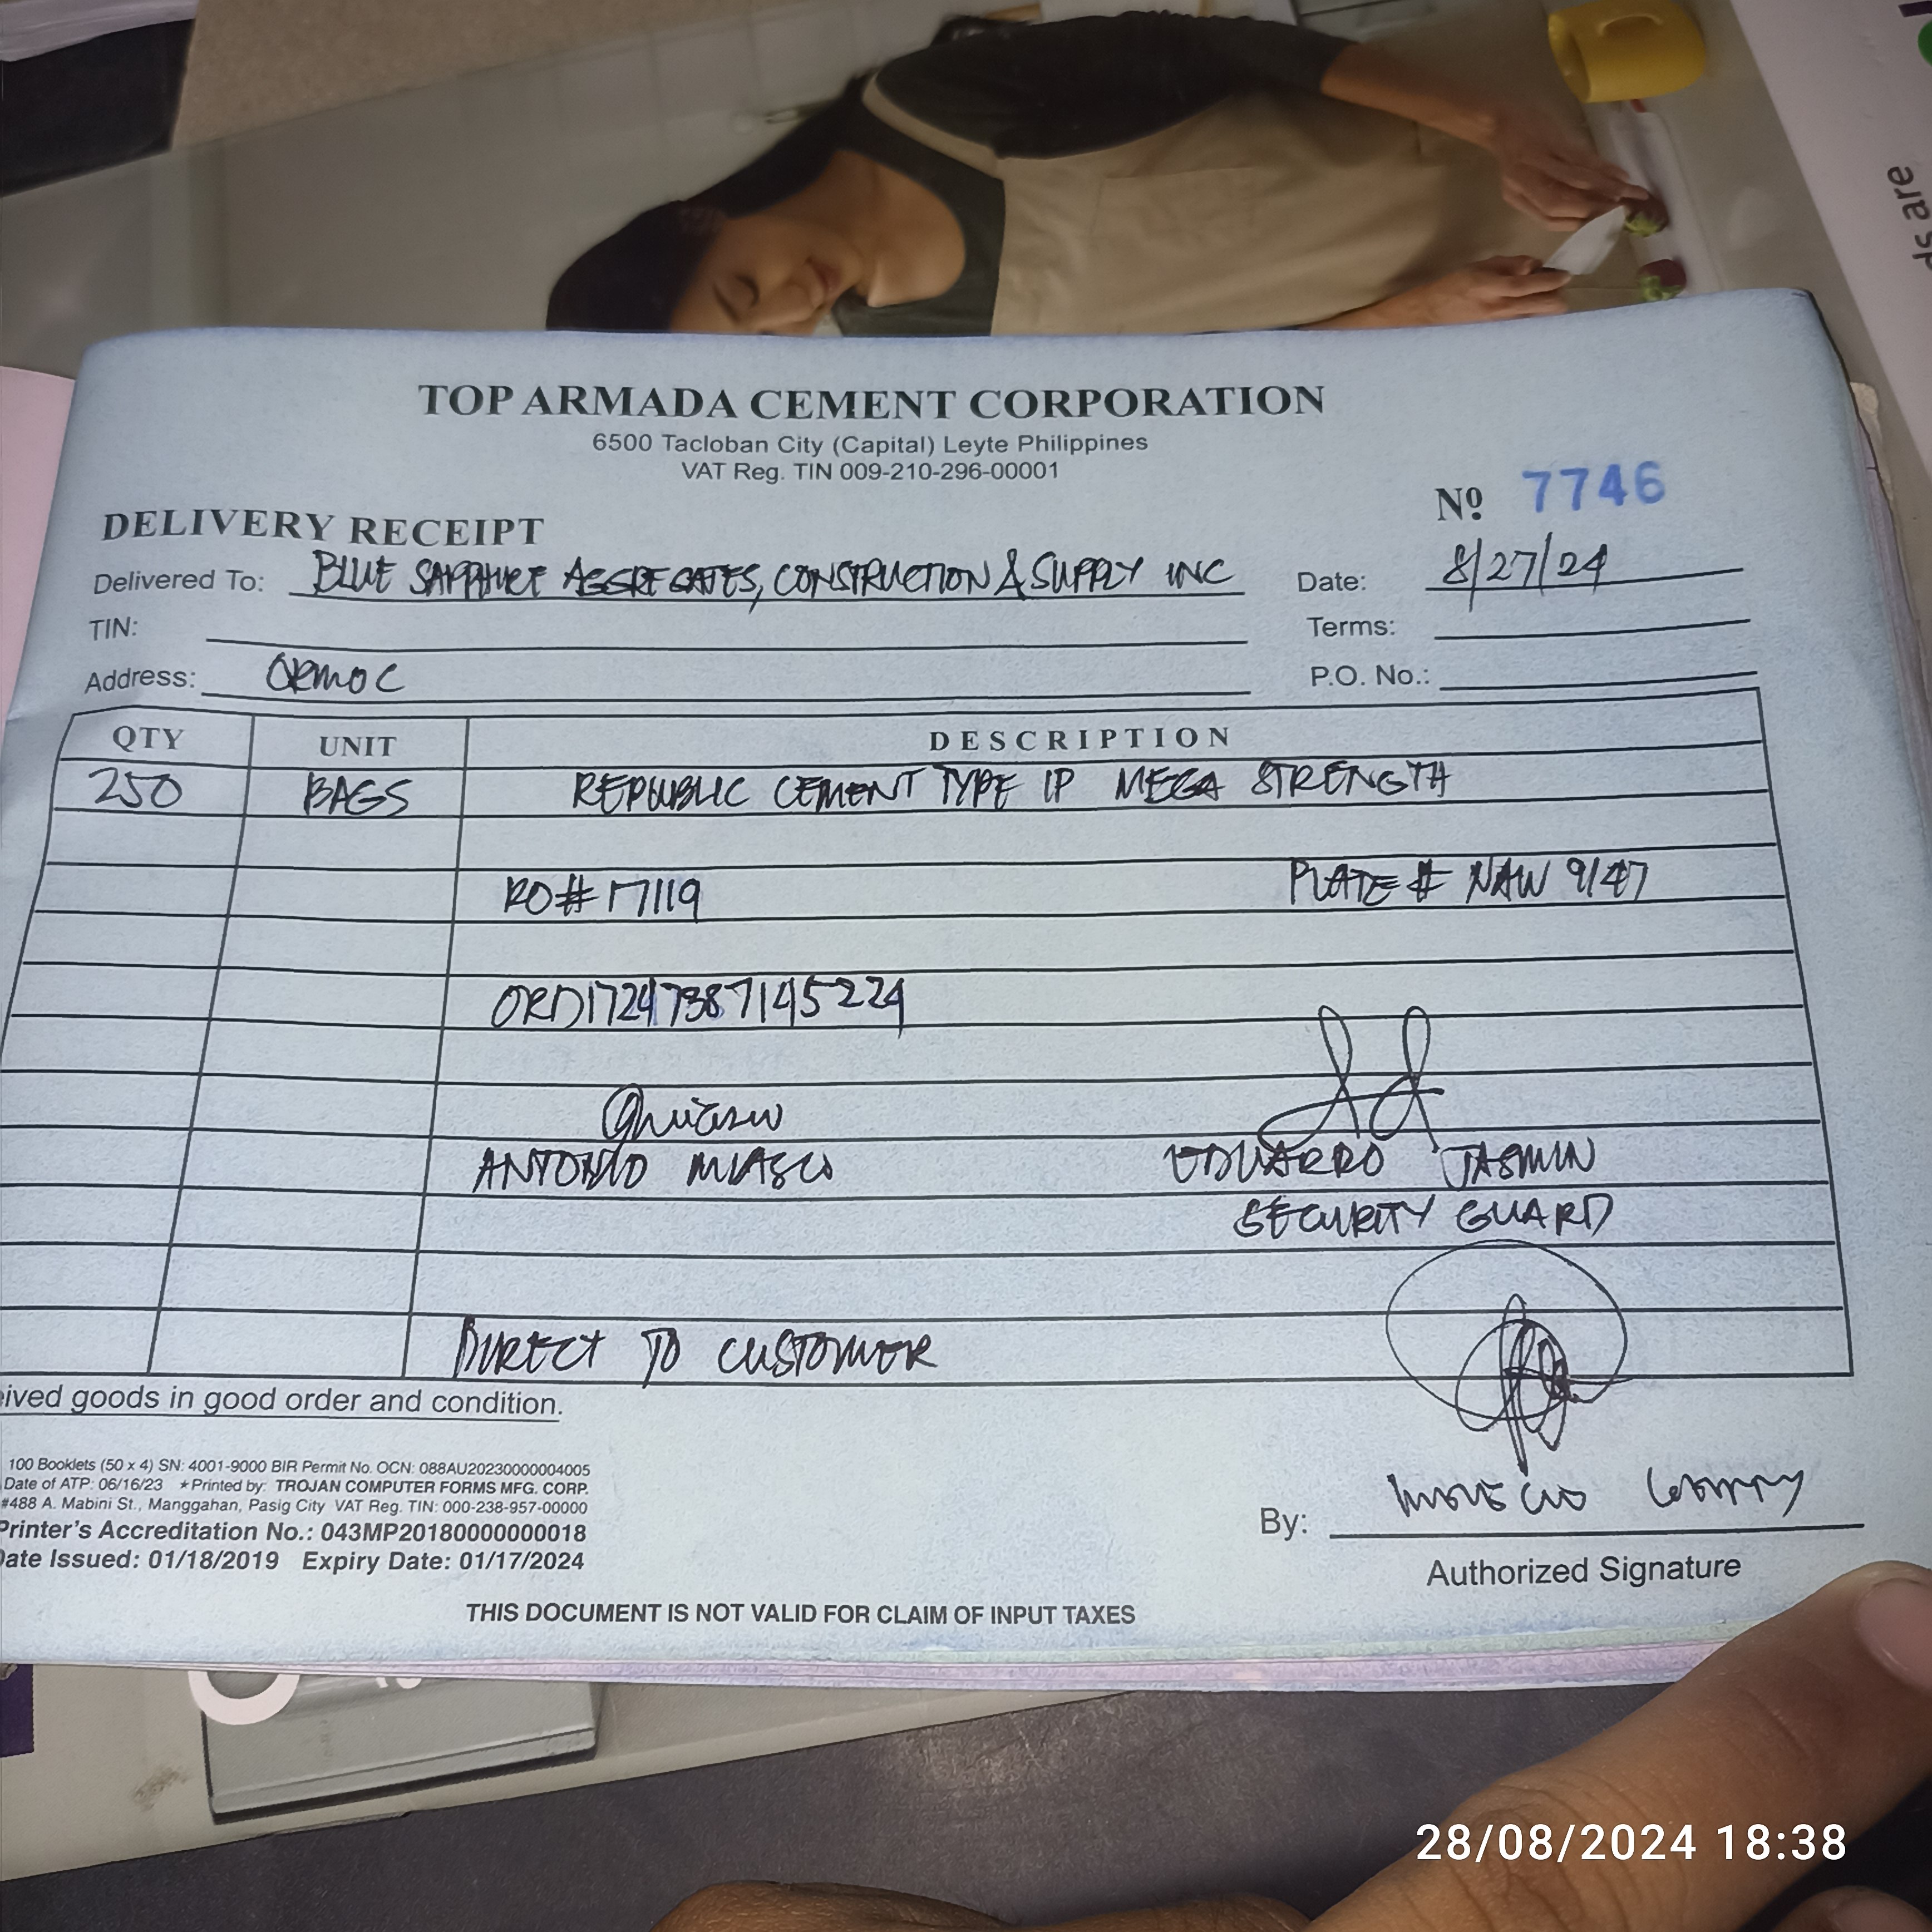 ds are
TOP ARMADA CEMENT CORPORATION
6500 Tacloban City (Capital) Leyte Philippines
VAT Reg. TIN 009-210-296-00001
Nº 7746
DELIVERY RECEIPT
Delivered To: BLUE SAPPHIRE AGGREGATES, CONSTRUCTION & SUPPLY INC Date: 8/27/24
TIN: Terms:
Address: ORMOC P.O. No.:
QTY UNIT DESCRIPTION
250 BAGS REPUBLIC CEMENT TYPE 1P MEGA STRENGTH
RO# 17119 PLATE # NAW 9147
ORD17247387145224
ANTONIO MIASCO EDUARDO JASMIN
SECURITY GUARD
DIRECT TO CUSTOMER
ived goods in good order and condition.
100 Booklets (50 x 4) SN: 4001-9000 BIR Permit No. OCN: 088AU20230000004005
Date of ATP: 06/16/23 ★Printed by: TROJAN COMPUTER FORMS MFG. CORP.
#488 A. Mabini St., Manggahan, Pasig City VAT Reg. TIN: 000-238-957-00000
Printer's Accreditation No.: 043MP20180000000018
ate Issued: 01/18/2019 Expiry Date: 01/17/2024
By:
Authorized Signature
THIS DOCUMENT IS NOT VALID FOR CLAIM OF INPUT TAXES
28/08/2024 18:38